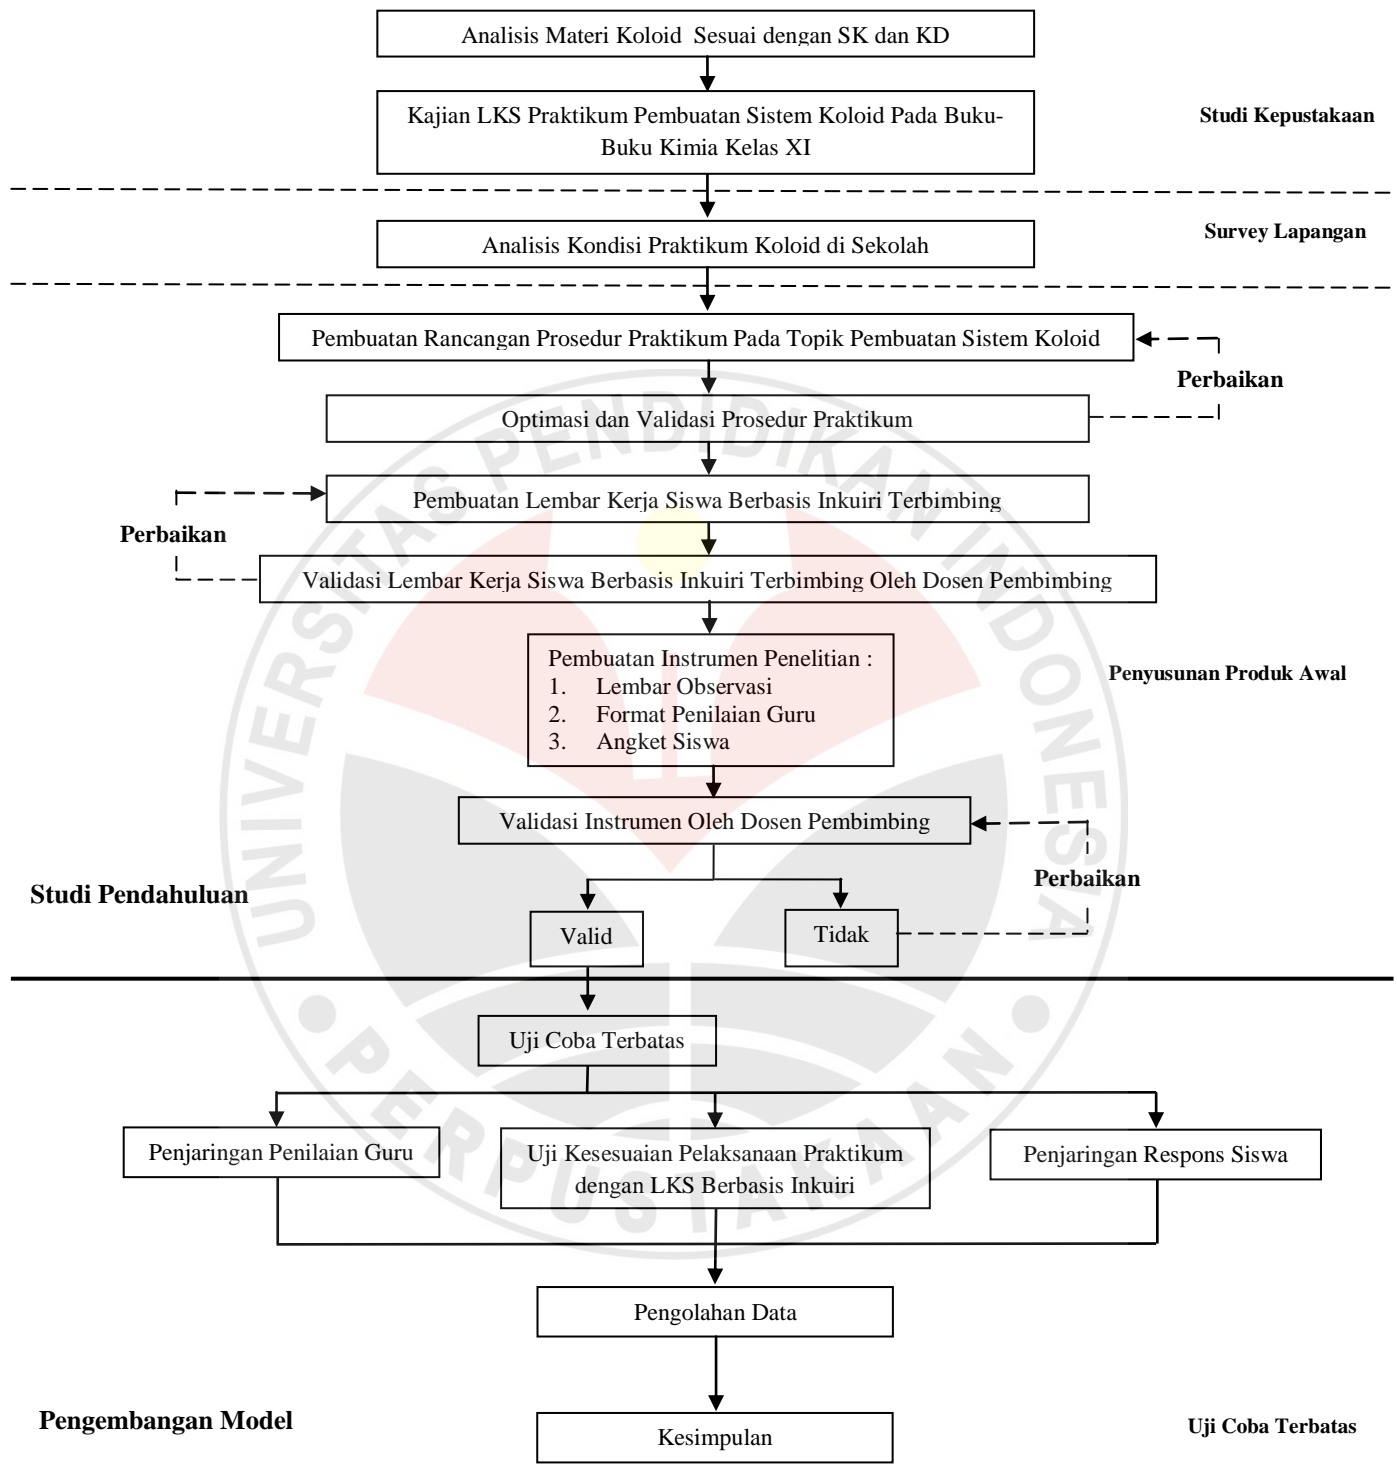 Analisis Materi Koloid Sesuai dengan SK dan KD
Kajian LKS Praktikum Pembuatan Sistem Koloid Pada Buku-
Buku Kimia Kelas XI
Studi Kepustakaan
Analisis Kondisi Praktikum Koloid di Sekolah
Survey Lapangan
Pembuatan Rancangan Prosedur Praktikum Pada Topik Pembuatan Sistem Koloid
Perbaikan
Optimasi dan Validasi Prosedur Praktikum
Pembuatan Lembar Kerja Siswa Berbasis Inkuiri Terbimbing
Perbaikan
Validasi Lembar Kerja Siswa Berbasis Inkuiri Terbimbing Oleh Dosen Pembimbing
Pembuatan Instrumen Penelitian :
1. Lembar Observasi
2. Format Penilaian Guru
3. Angket Siswa
Penyusunan Produk Awal
Validasi Instrumen Oleh Dosen Pembimbing
Perbaikan
Studi Pendahuluan
Valid
Tidak
Uji Coba Terbatas
Penjaringan Penilaian Guru
Uji Kesesuaian Pelaksanaan Praktikum
dengan LKS Berbasis Inkuiri
Penjaringan Respons Siswa
Pengolahan Data
Kesimpulan
Pengembangan Model
Uji Coba Terbatas
UNIVERSITAS PENDIDIKAN INDONESIA
PERPUSTAKAAN